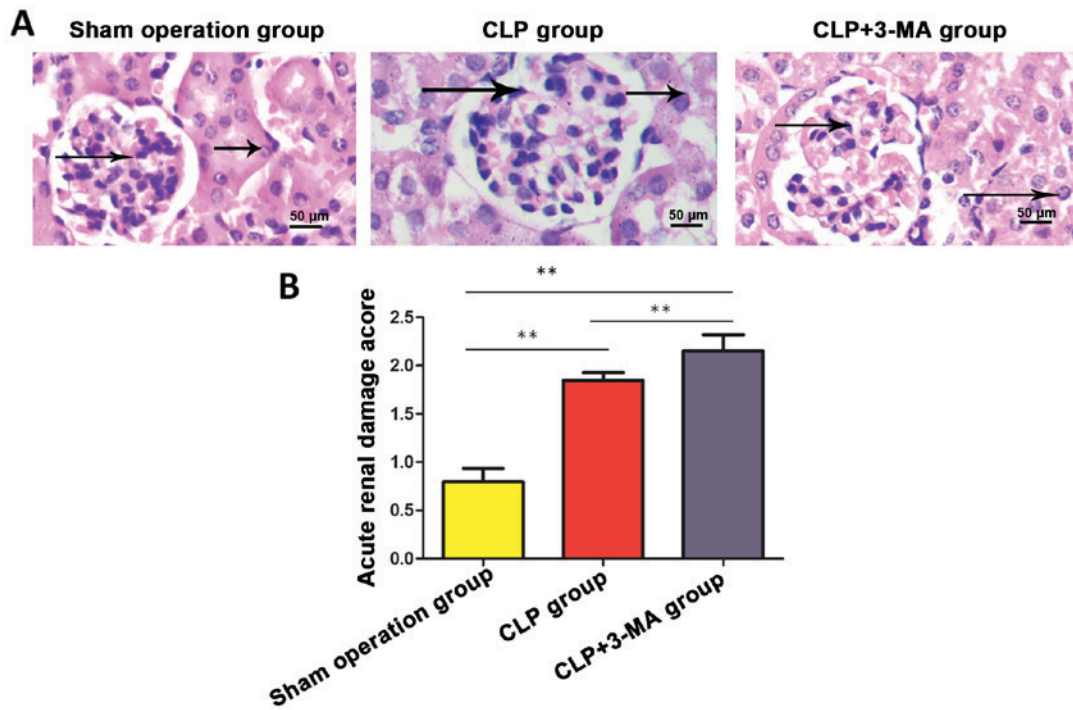 A
Sham operation group
CLP group
CLP+3-MA group
50 µm
50 µm
50 µm
B
**
**
**
Acute renal damage acore
2.5
2.0
1.5
1.0
0.5
0.0
Sham operation group
CLP group
CLP+3-MA group